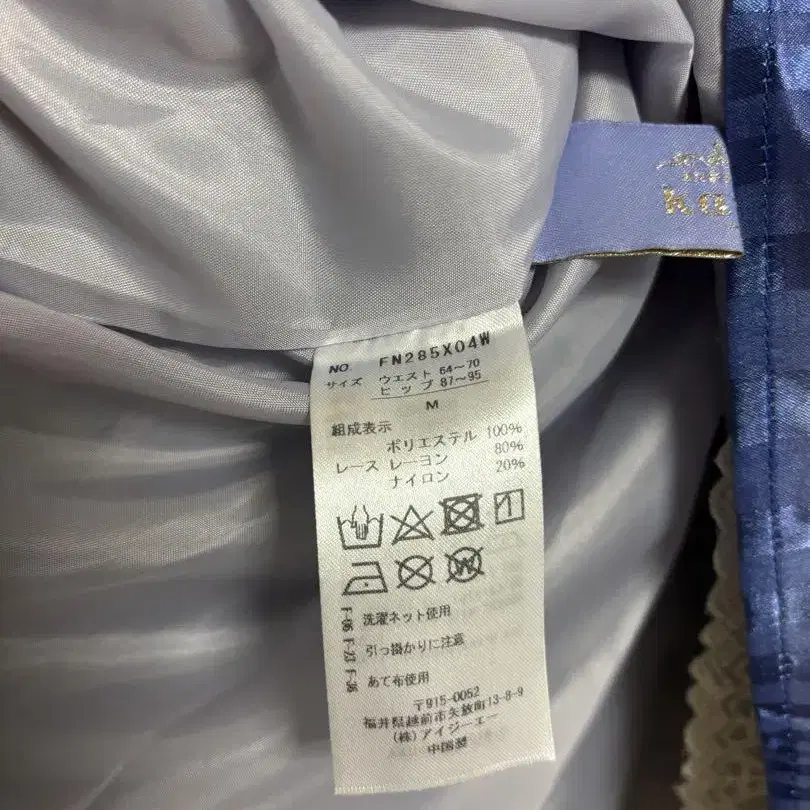 ka
NO. FN285X04W
サイズ ウエスト 64～70
ヒップ 87～95
M
組成表示
ポリエステル 100%
レース レーヨン 80%
ナイロン 20%
F-06 洗濯ネット使用
F-23 引っ掛かりに注意
F-36 あて布使用
〒915-0052
福井県越前市矢放町13-8-9
(株)アイジーエー
中国製